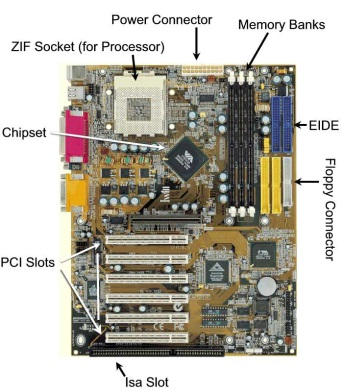 Power Connector
Memory Banks
ZIF Socket (for Processor)
Chipset
EIDE
Floppy Connector
PCI Slots
Isa Slot